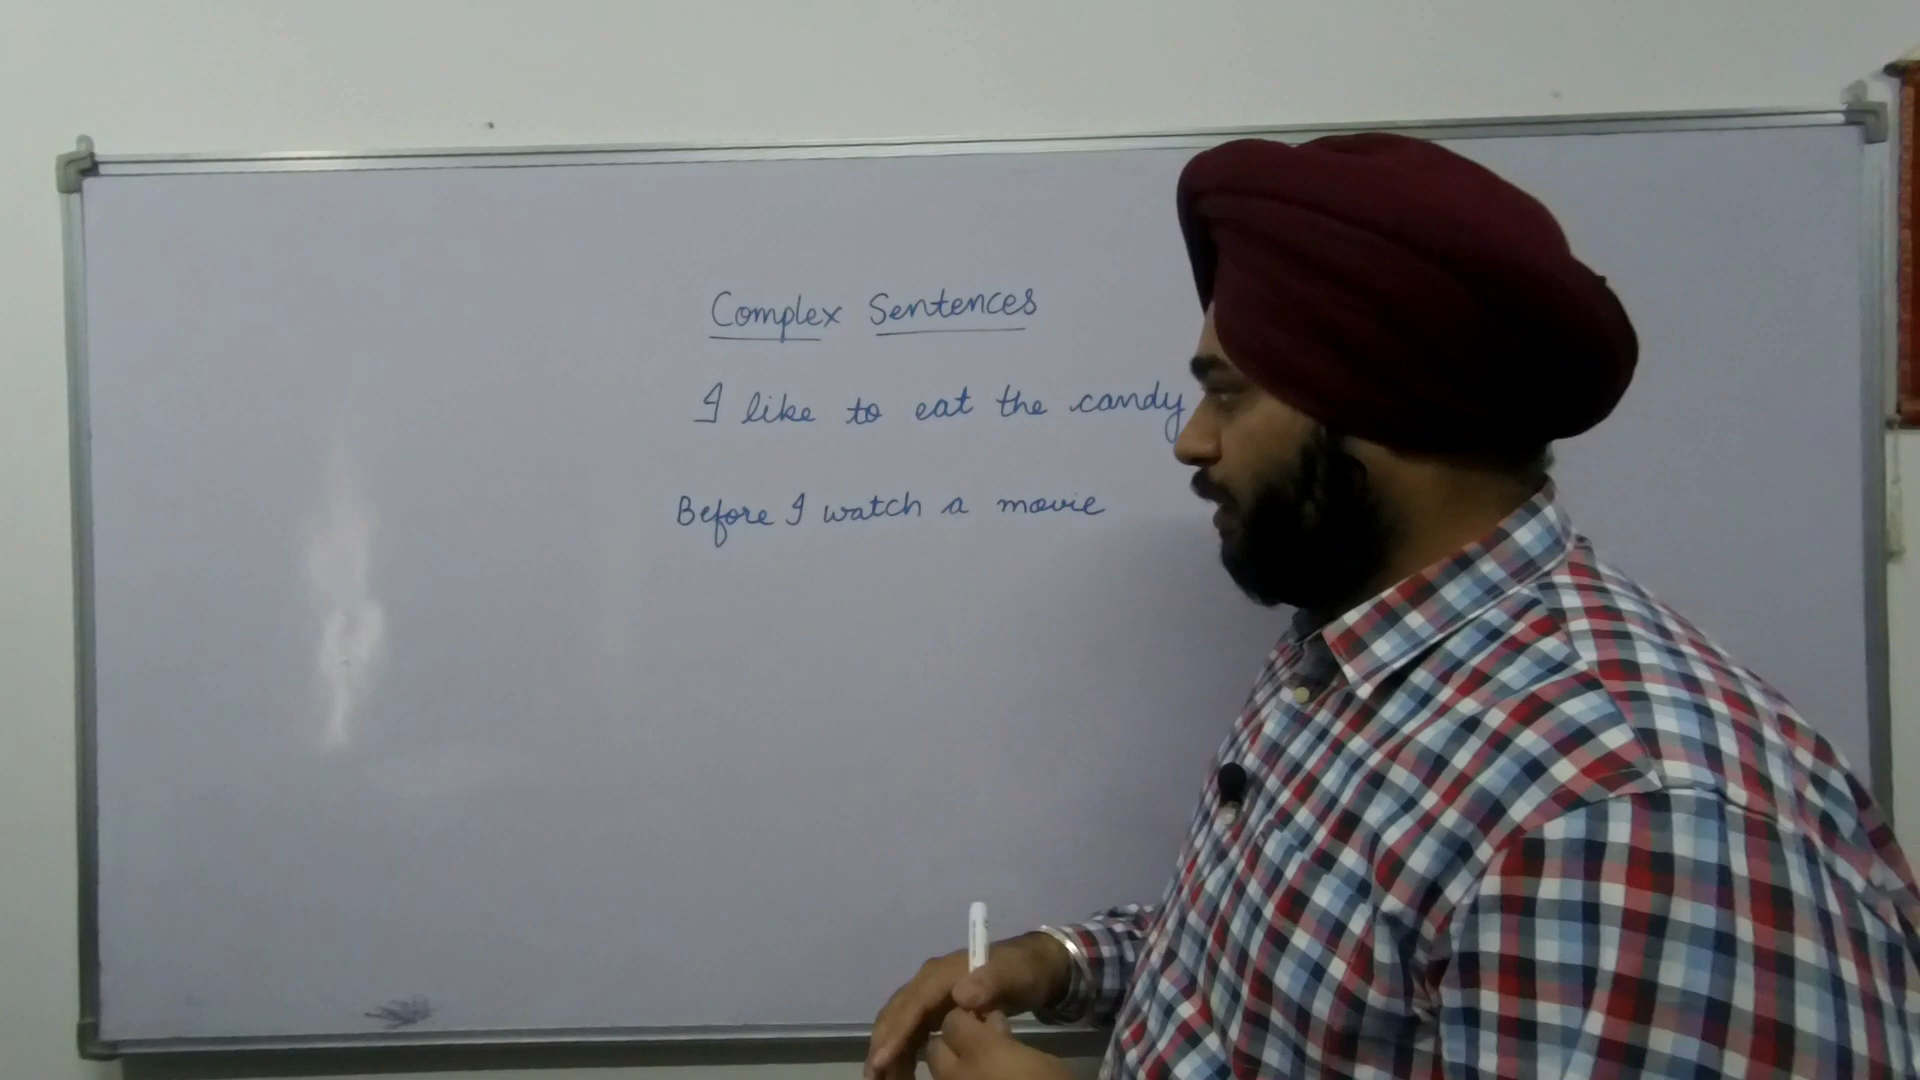 Complex Sentences
I like to eat the candy
Before I watch a movie